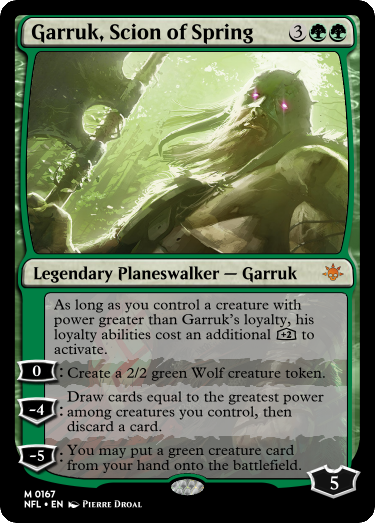 Garruk, Scion of Spring 3
Legendary Planeswalker — Garruk
As long as you control a creature with
power greater than Garruk's loyalty, his
loyalty abilities cost an additional +2 to
activate.
0 : Create a 2/2 green Wolf creature token.
Draw cards equal to the greatest power
-4 : among creatures you control, then
discard a card.
-5 : You may put a green creature card
from your hand onto the battlefield.
5
M 0167
NFL • EN Pierre Droal